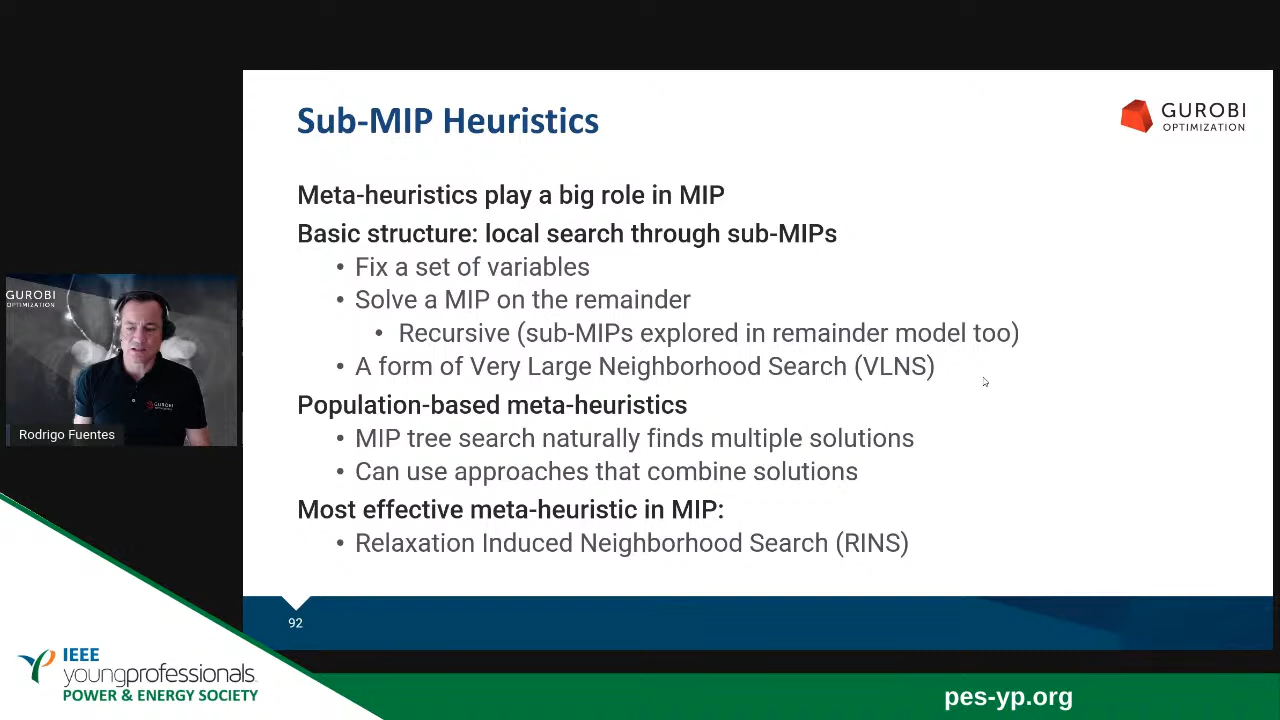 Sub-MIP Heuristics
GUROBI
OPTIMIZATION
Meta-heuristics play a big role in MIP
Basic structure: local search through sub-MIPs
• Fix a set of variables
• Solve a MIP on the remainder
• Recursive (sub-MIPs explored in remainder model too)
• A form of Very Large Neighborhood Search (VLNS)
Population-based meta-heuristics
• MIP tree search naturally finds multiple solutions
• Can use approaches that combine solutions
Most effective meta-heuristic in MIP:
• Relaxation Induced Neighborhood Search (RINS)
92
GUROBI
OPTIMIZATION
GUROBI
Rodrigo Fuentes
IEEE
youngprofessionals
POWER & ENERGY SOCIETY
pes-yp.org